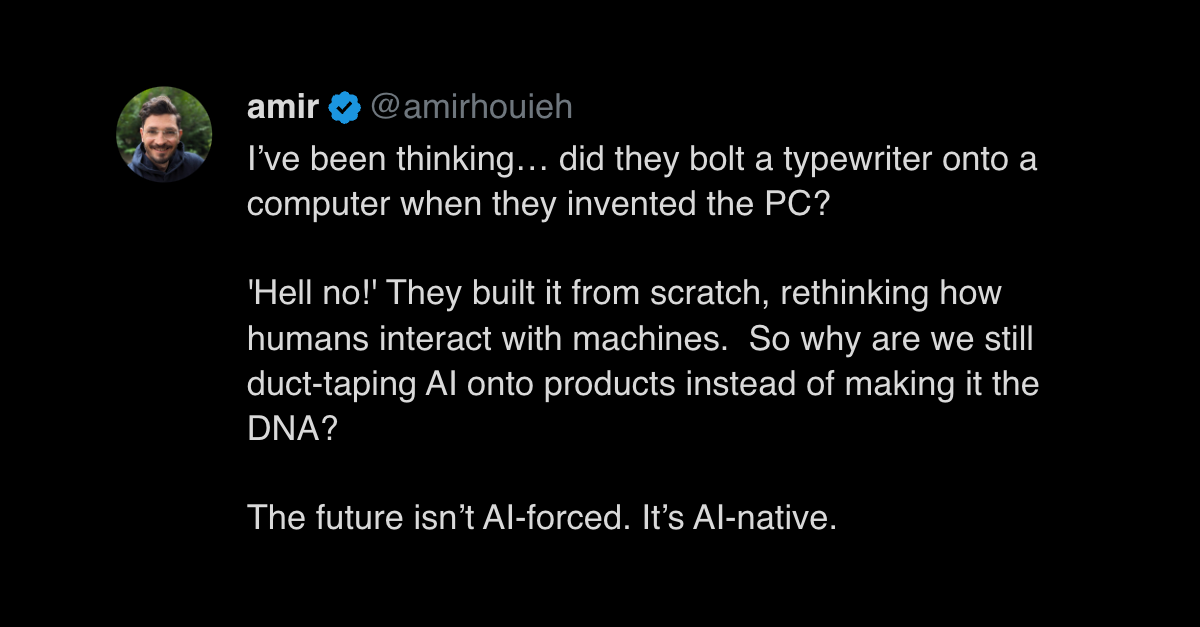 amir @amirhouieh
I’ve been thinking… did they bolt a typewriter onto a
computer when they invented the PC?
'Hell no!' They built it from scratch, rethinking how
humans interact with machines.  So why are we still
duct-taping AI onto products instead of making it the
DNA?
The future isn’t AI-forced. It’s AI-native.